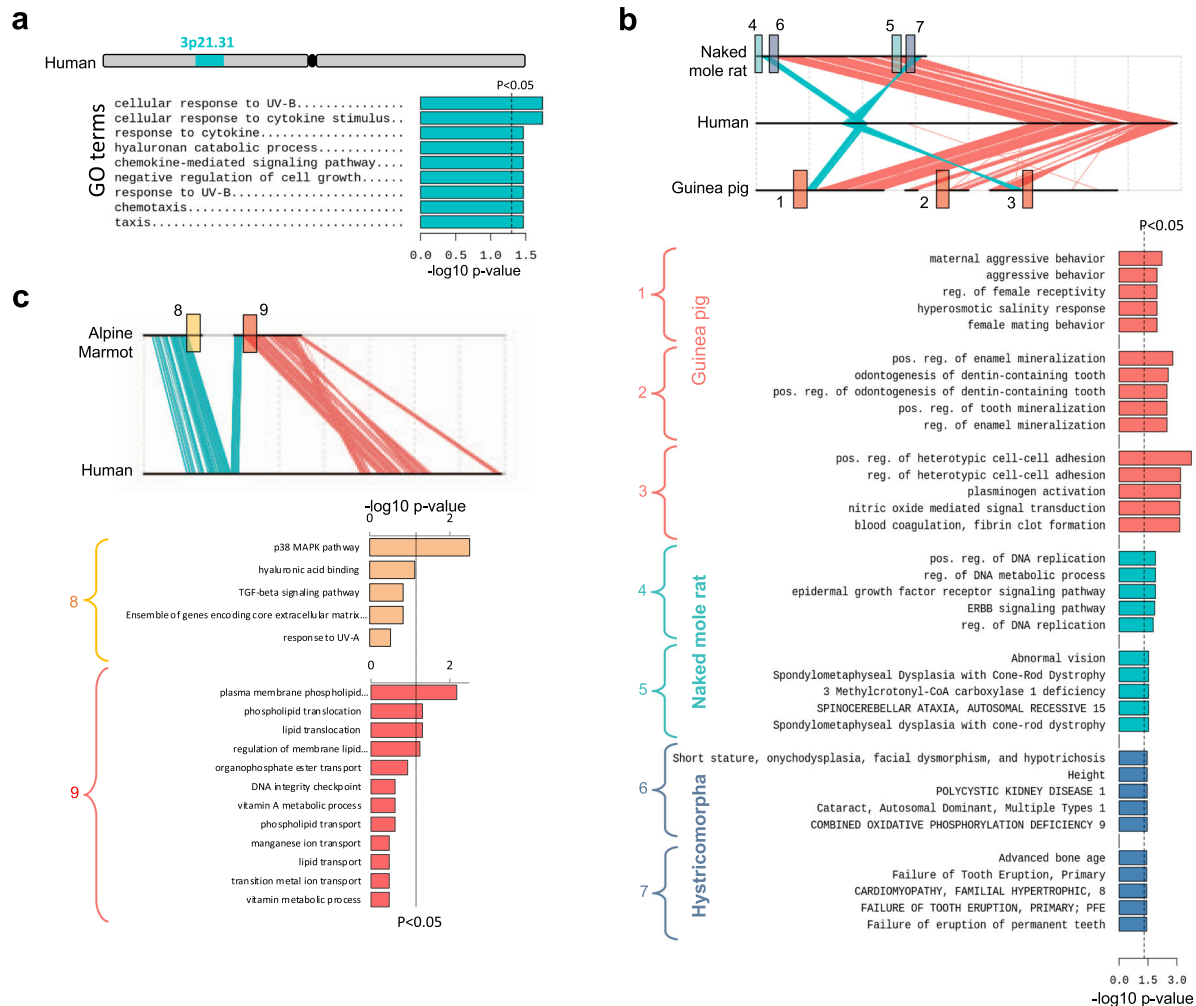 a
3p21.31
Human
P<0.05
GO terms
cellular response to UV-B...............
cellular response to cytokine stimulus..
response to cytokine....................
hyaluronan catabolic process............
chemokine-mediated signaling pathway....
negative regulation of cell growth......
response to UV-B........................
chemotaxis..............................
taxis...................................
0.0 0.5 1.0 1.5
-log10 p-value
b
4 6 5 7
Naked
mole rat
Human
Guinea pig
1 2 3
P<0.05
1
maternal aggressive behavior
aggressive behavior
reg. of female receptivity
hyperosmotic salinity response
female mating behavior
Guinea pig
2
pos. reg. of enamel mineralization
odontogenesis of dentin-containing tooth
pos. reg. of odontogenesis of dentin-containing tooth
pos. reg. of tooth mineralization
reg. of enamel mineralization
3
pos. reg. of heterotypic cell-cell adhesion
reg. of heterotypic cell-cell adhesion
plasminogen activation
nitric oxide mediated signal transduction
blood coagulation, fibrin clot formation
4
pos. reg. of DNA replication
reg. of DNA metabolic process
epidermal growth factor receptor signaling pathway
ERBB signaling pathway
reg. of DNA replication
Naked mole rat
5
Abnormal vision
Spondylometaphyseal Dysplasia with Cone-Rod Dystrophy
3 Methylcrotonyl-CoA carboxylase 1 deficiency
SPINOCEREBELLAR ATAXIA, AUTOSOMAL RECESSIVE 15
Spondylometaphyseal dysplasia with cone-rod dystrophy
6
Short stature, onychodysplasia, facial dysmorphism, and hypotrichosis
Height
POLYCYSTIC KIDNEY DISEASE 1
Cataract, Autosomal Dominant, Multiple Types 1
COMBINED OXIDATIVE PHOSPHORYLATION DEFICIENCY 9
Hystricomorpha
7
Advanced bone age
Failure of Tooth Eruption, Primary
CARDIOMYOPATHY, FAMILIAL HYPERTROPHIC, 8
FAILURE OF TOOTH ERUPTION, PRIMARY; PFE
Failure of eruption of permanent teeth
0.0 1.5 3.0
-log10 p-value
c
8 9
Alpine
Marmot
Human
-log10 p-value
0 2
8
p38 MAPK pathway
hyaluronic acid binding
TGF-beta signaling pathway
Ensemble of genes encoding core extracellular matrix...
response to UV-A
0 2
9
plasma membrane phospholipid...
phospholipid translocation
lipid translocation
regulation of membrane lipid...
organophosphate ester transport
DNA integrity checkpoint
vitamin A metabolic process
phospholipid transport
manganese ion transport
lipid transport
transition metal ion transport
vitamin metabolic process
P<0.05